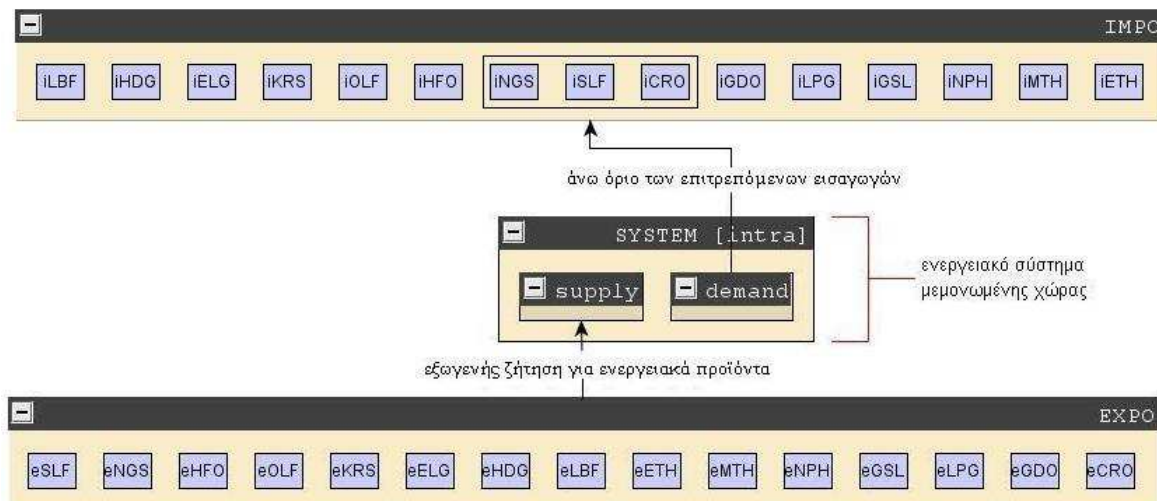 IMPO
iLBF iHDG iELG iKRS iOLF iHFO iNGS iSLF iCRO iGDO iLPG iGSL iNPH iMTH iETH
άνω όριο των επιτρεπόμενων εισαγωγών
SYSTEM [intra]
supply demand
ενεργειακό σύστημα
μεμονωμένης χώρας
εξωγενής ζήτηση για ενεργειακά προϊόντα
EXPO
eSLF eNGS eHFO eOLF eKRS eELG eHDG eLBF eETH eMTH eNPH eGSL eLPG eGDO eCRO